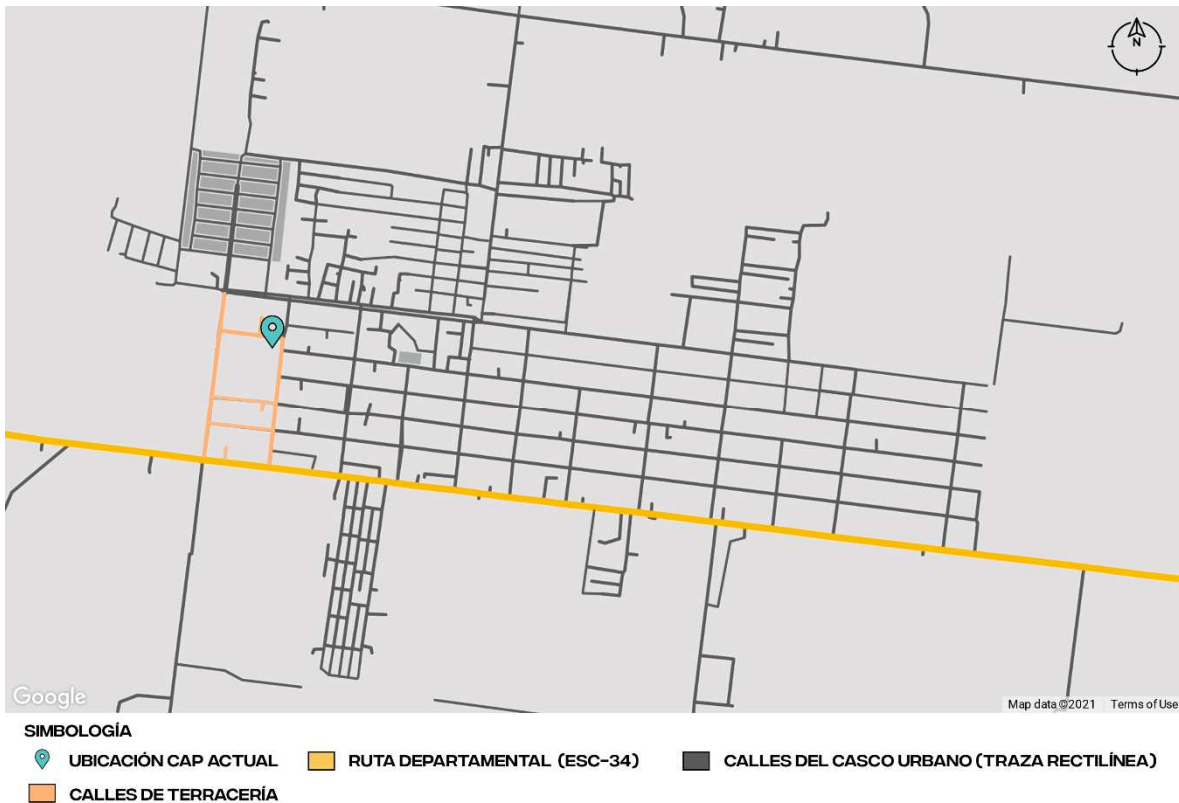 N
Google
Map data ©2021 Terms of Use
SIMBOLOGÍA
UBICACIÓN CAP ACTUAL
RUTA DEPARTAMENTAL (ESC-34)
CALLES DEL CASCO URBANO (TRAZA RECTILÍNEA)
CALLES DE TERRACERÍA